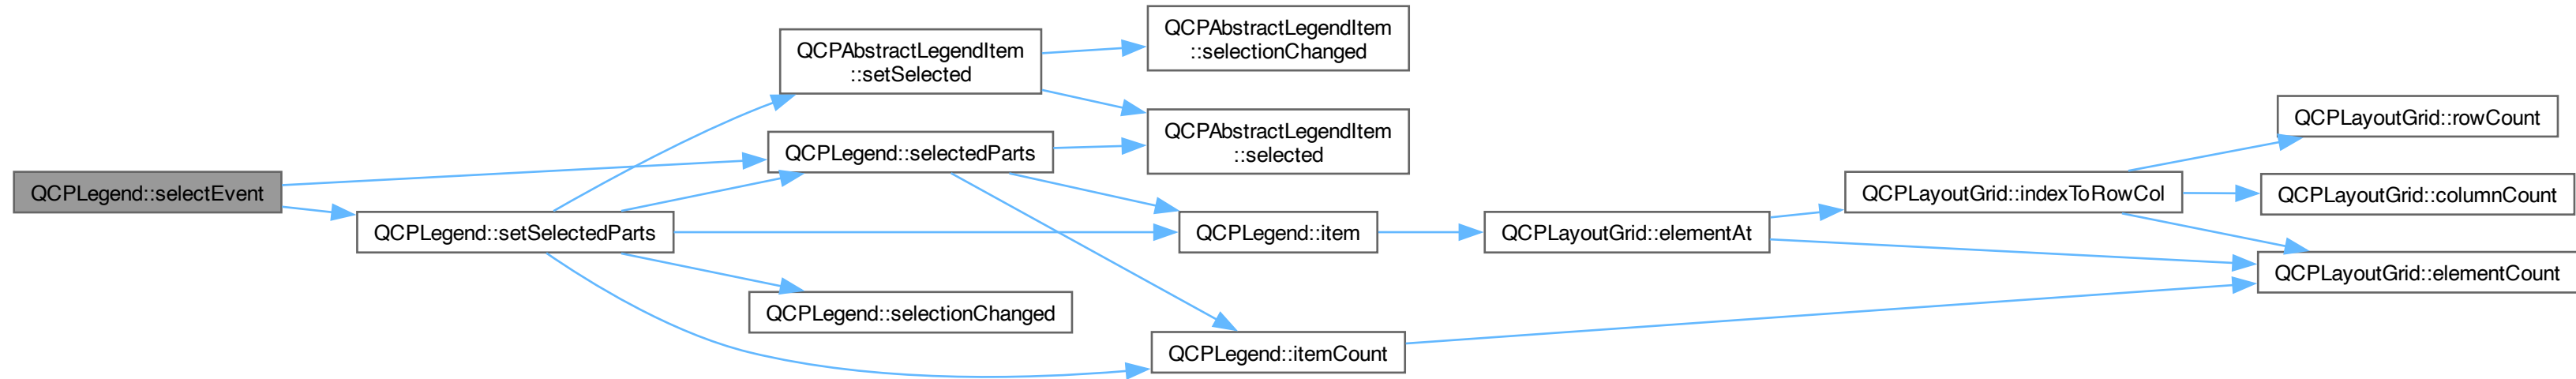 QCPLegend::selectEvent
QCPLegend::setSelectedParts
QCPAbstractLegendItem
::setSelected
QCPLegend::selectedParts
QCPLegend::selectionChanged
QCPAbstractLegendItem
::selectionChanged
QCPAbstractLegendItem
::selected
QCPLegend::item
QCPLegend::itemCount
QCPLayoutGrid::elementAt
QCPLayoutGrid::indexToRowCol
QCPLayoutGrid::rowCount
QCPLayoutGrid::columnCount
QCPLayoutGrid::elementCount